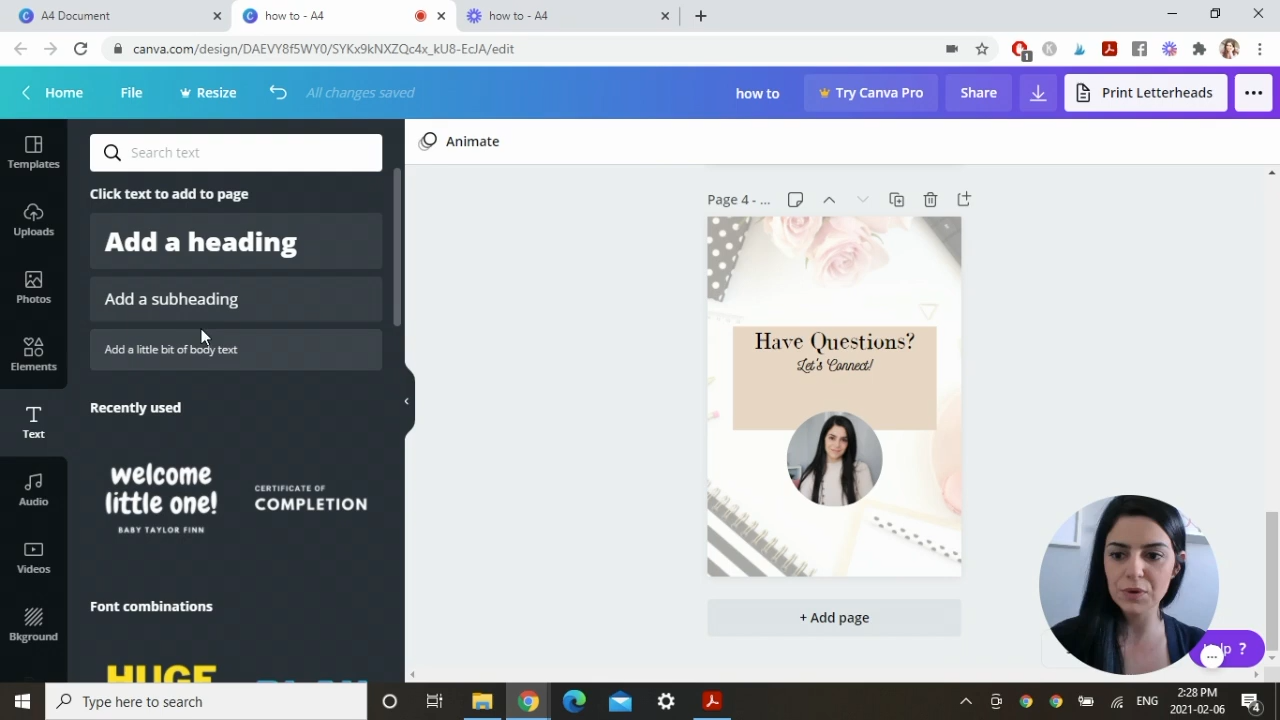 A4 Document
how to - A4
how to - A4
canva.com/design/DAEVY8f5WY0/SYKx9kNXZQc4x_kU8-EcJA/edit
1
Home
File
Resize
All changes saved
how to
Try Canva Pro
Share
Print Letterheads
Templates
Uploads
Photos
Elements
Text
Audio
Videos
Bkground
Search text
Click text to add to page
Add a heading
Add a subheading
Add a little bit of body text
Recently used
welcome
little one!
BABY TAYLOR FINN
CERTIFICATE OF
COMPLETION
Font combinations
HUGE
Animate
Page 4 - ...
Have Questions?
Let's Connect!
+ Add page
?
Type here to search
ENG
2:28 PM
2021-02-06
4